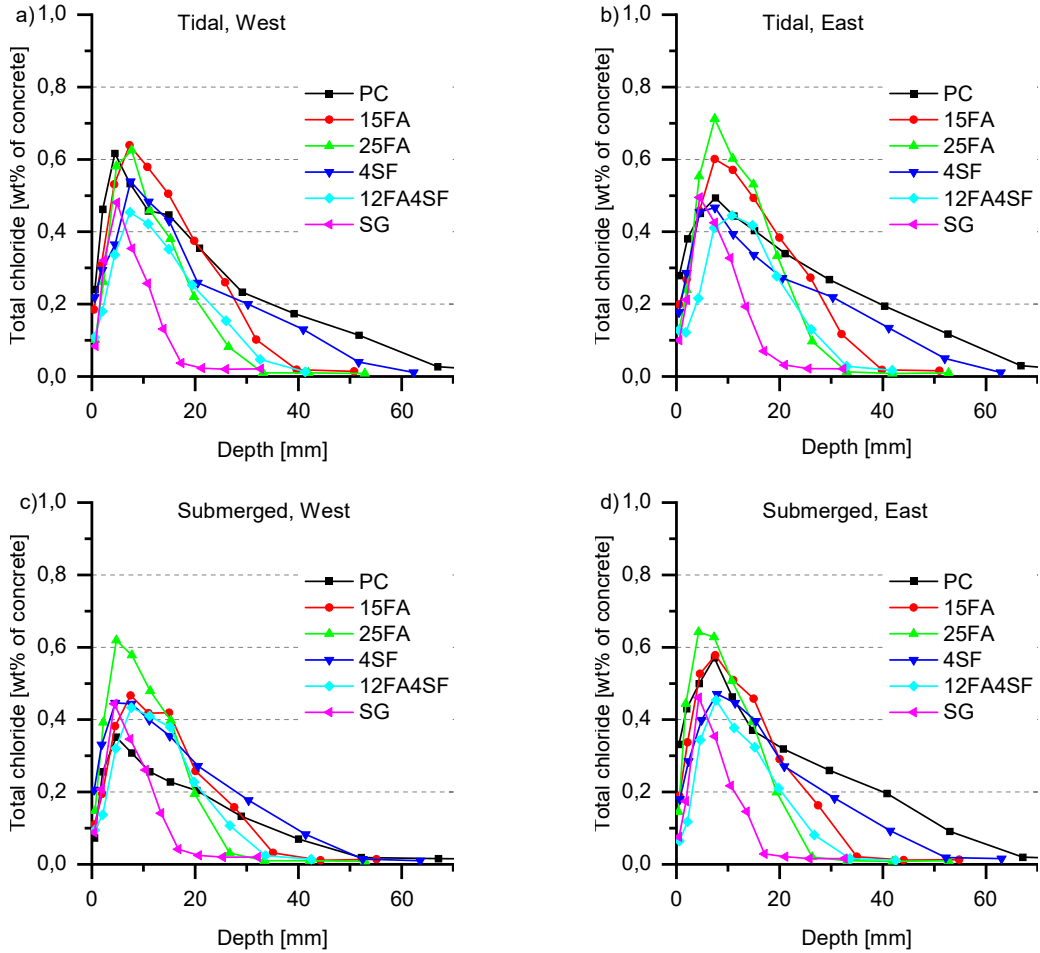 a)
Tidal, West
Total chloride [wt% of concrete]
1,0
0,8
0,6
0,4
0,2
0,0
PC
15FA
25FA
4SF
12FA4SF
SG
0 20 40 60
Depth [mm]
b)
Tidal, East
Total chloride [wt% of concrete]
1,0
0,8
0,6
0,4
0,2
0,0
PC
15FA
25FA
4SF
12FA4SF
SG
0 20 40 60
Depth [mm]
c)
Submerged, West
Total chloride [wt% of concrete]
1,0
0,8
0,6
0,4
0,2
0,0
PC
15FA
25FA
4SF
12FA4SF
SG
0 20 40 60
Depth [mm]
d)
Submerged, East
Total chloride [wt% of concrete]
1,0
0,8
0,6
0,4
0,2
0,0
PC
15FA
25FA
4SF
12FA4SF
SG
0 20 40 60
Depth [mm]